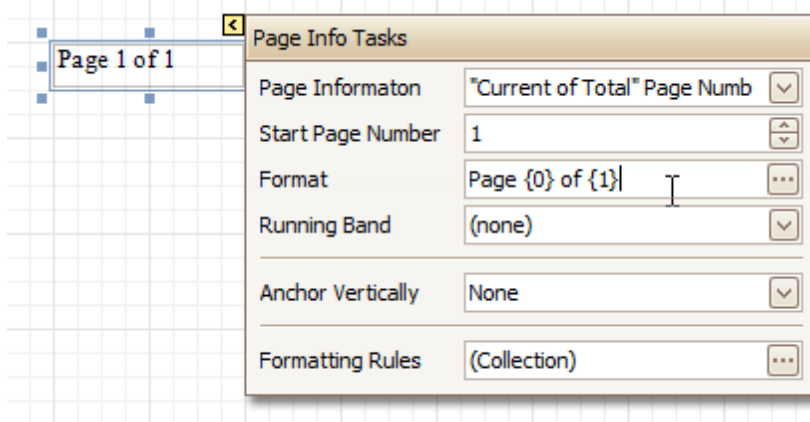 Page Info Tasks
Page 1 of 1
Page Informaton "Current of Total" Page Numb
Start Page Number 1
Format Page {0} of {1}
Running Band (none)
Anchor Vertically None
Formatting Rules (Collection)